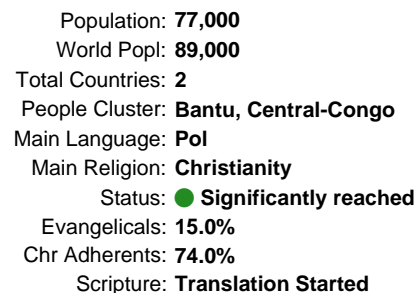 Population: 77,000
World Popl: 89,000
Total Countries: 2
People Cluster: Bantu, Central-Congo
Main Language: Pol
Main Religion: Christianity
Status: Significantly reached
Evangelicals: 15.0%
Chr Adherents: 74.0%
Scripture: Translation Started